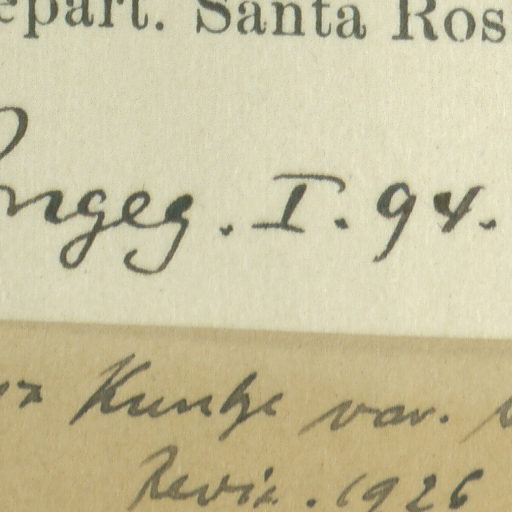 epart. Santa Ros
ngeg. I. 94.
Kuntze var.
Revis. 1926